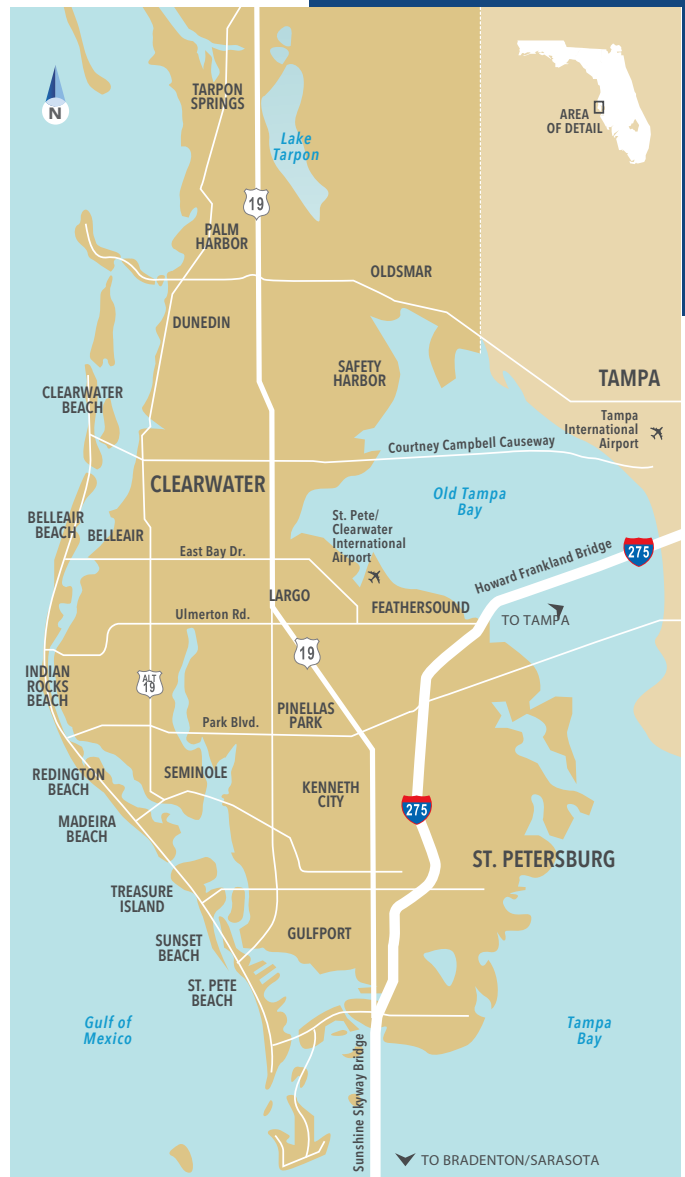 TARPON
SPRINGS
N
AREA
OF DETAIL
Lake
Tarpon
19
PALM
HARBOR
OLDSMAR
DUNEDIN
SAFETY
HARBOR
TAMPA
CLEARWATER
BEACH
Tampa
International
Airport
Courtney Campbell Causeway
CLEARWATER
Old Tampa
Bay
BELLEAIR
BEACH
BELLEAIR
St. Pete/
Clearwater
International
Airport
East Bay Dr.
Howard Frankland Bridge
275
LARGO
FEATHERSOUND
Ulmerton Rd.
TO TAMPA
19
INDIAN
ROCKS
BEACH
ALT
19
PINELLAS
PARK
Park Blvd.
REDINGTON
BEACH
SEMINOLE
KENNETH
CITY
275
MADEIRA
BEACH
ST. PETERSBURG
TREASURE
ISLAND
GULFPORT
SUNSET
BEACH
ST. PETE
BEACH
Gulf of
Mexico
Tampa
Bay
Sunshine Skyway Bridge
TO BRADENTON/SARASOTA